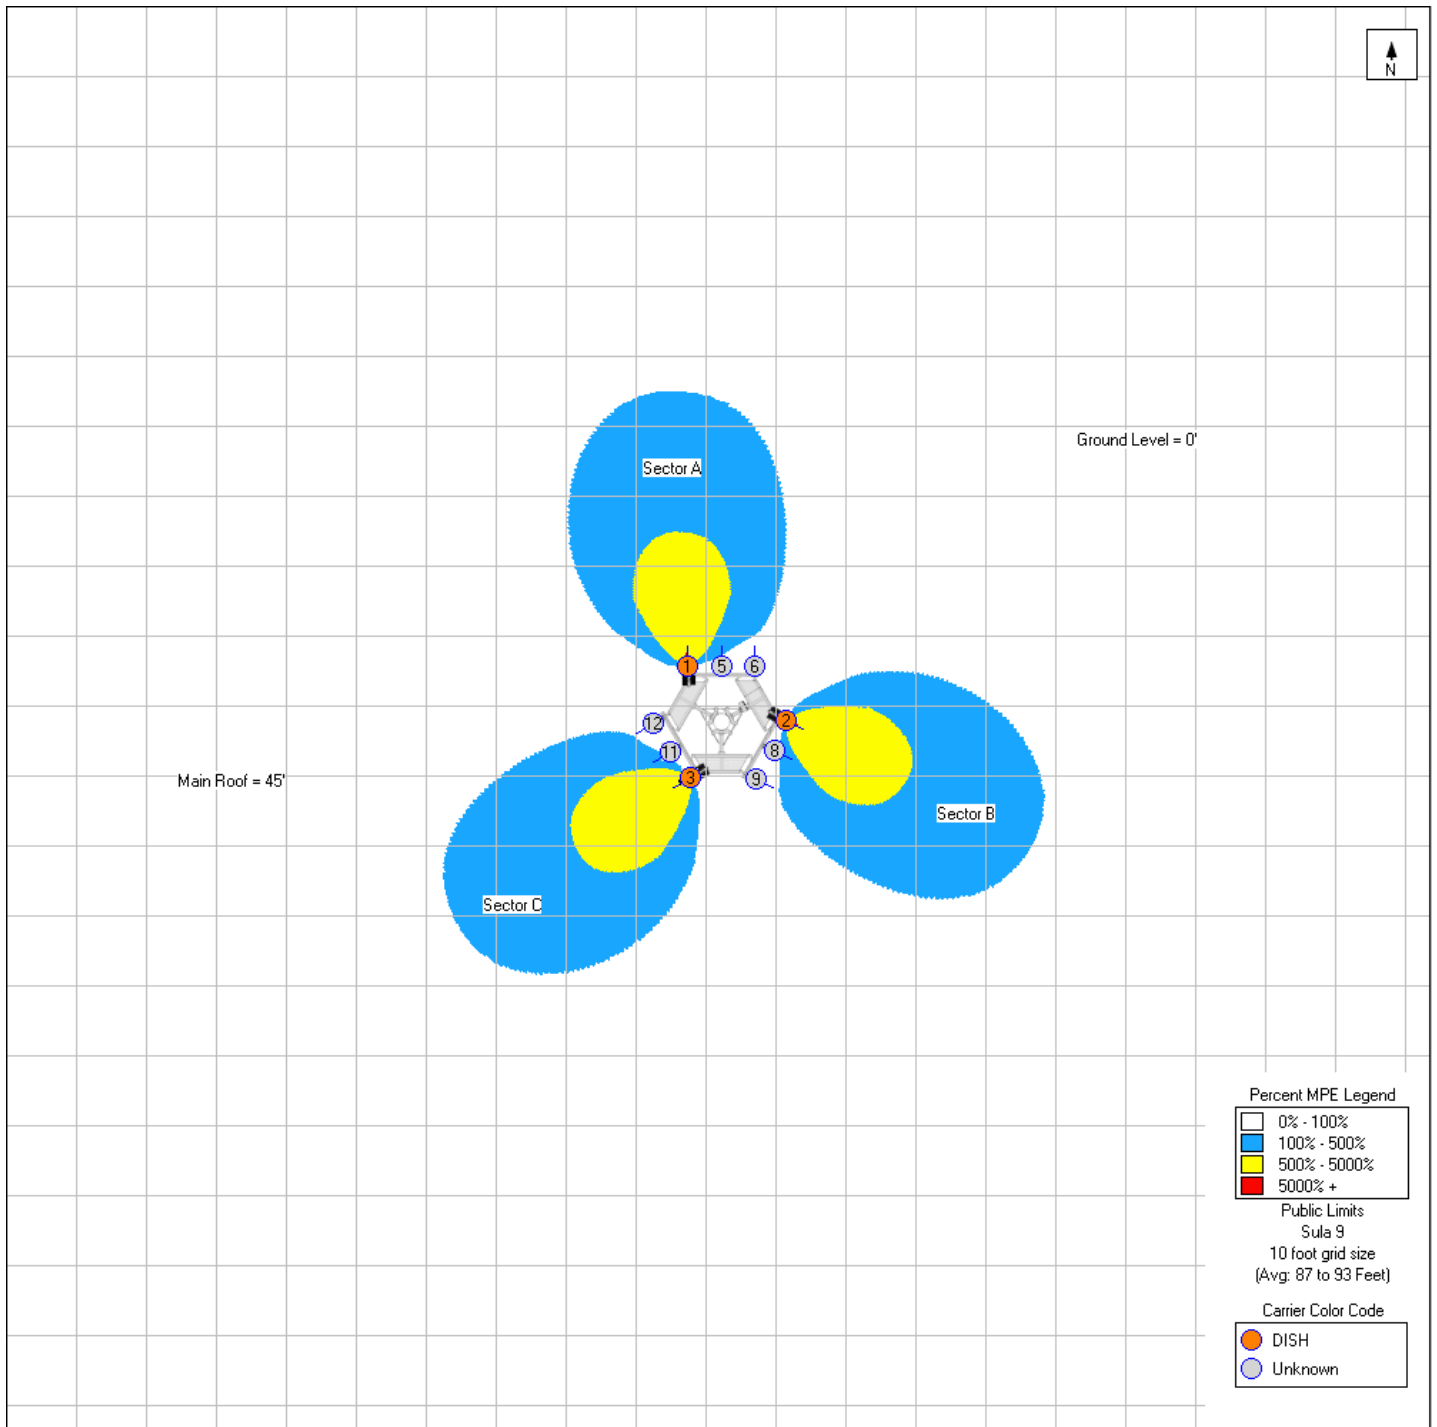 N
Ground Level = 0'
Sector A
1
5
6
12
2
11
8
3
9
Main Roof = 45'
Sector B
Sector C
Percent MPE Legend
0% - 100%
100% - 500%
500% - 5000%
5000% +
Public Limits
Sula 9
10 foot grid size
(Avg: 87 to 93 Feet)
Carrier Color Code
DISH
Unknown